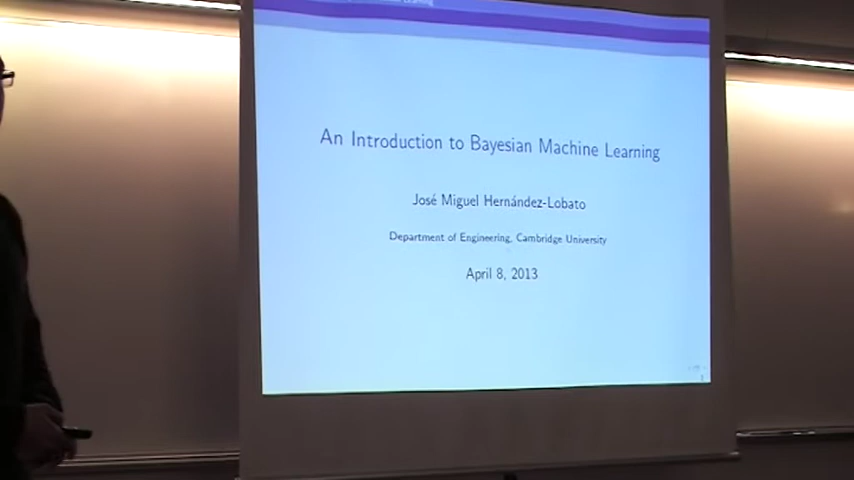 An Introduction to Bayesian Machine Learning
José Miguel Hernández-Lobato
Department of Engineering, Cambridge University
April 8, 2013